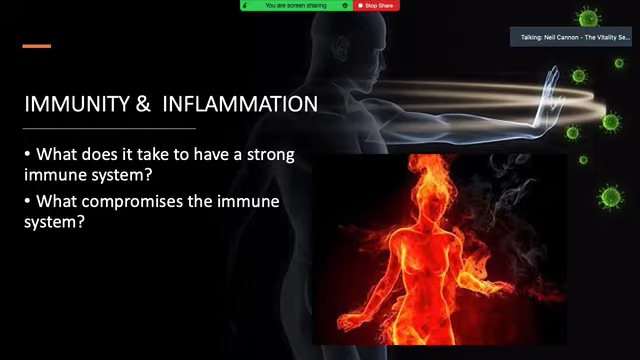 You are screen sharing
Stop Share
Talking: Neil Cannon - The Vitality Se...
IMMUNITY & INFLAMMATION
• What does it take to have a strong
immune system?
• What compromises the immune
system?